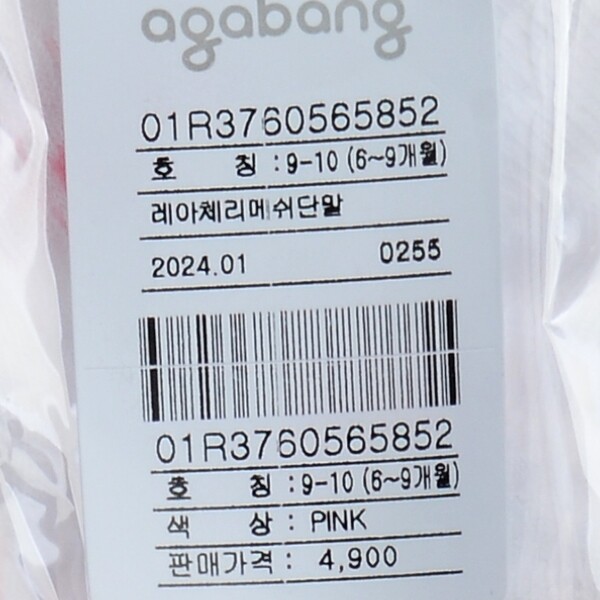 agabang
01R3760565852
호 칭 : 9-10 (6~9개월)
레아체리메쉬단말
2024.01 0255
01R3760565852
호 칭 : 9-10 (6~9개월)
색 상 : PINK
판매가격 : 4,900